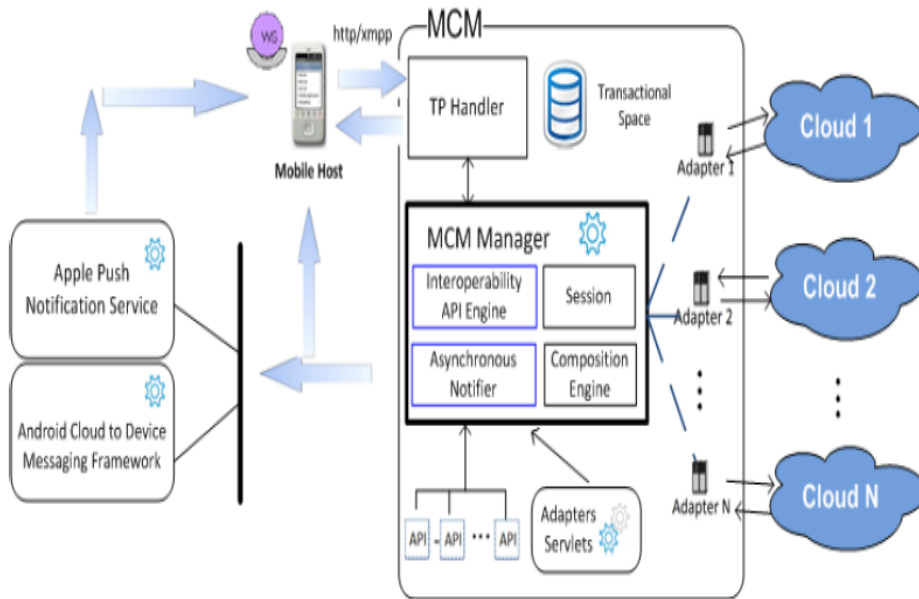 MCM
http/xmpp
TP Handler
Transactional
Space
Mobile Host
Adapter 1
Cloud 1
MCM Manager
Interoperability
API Engine
Session
Asynchronous
Notifier
Composition
Engine
Adapter 2
Cloud 2
Apple Push
Notification Service
Android Cloud to Device
Messaging Framework
API
API
API
Adapters
Servlets
Adapter N
Cloud N